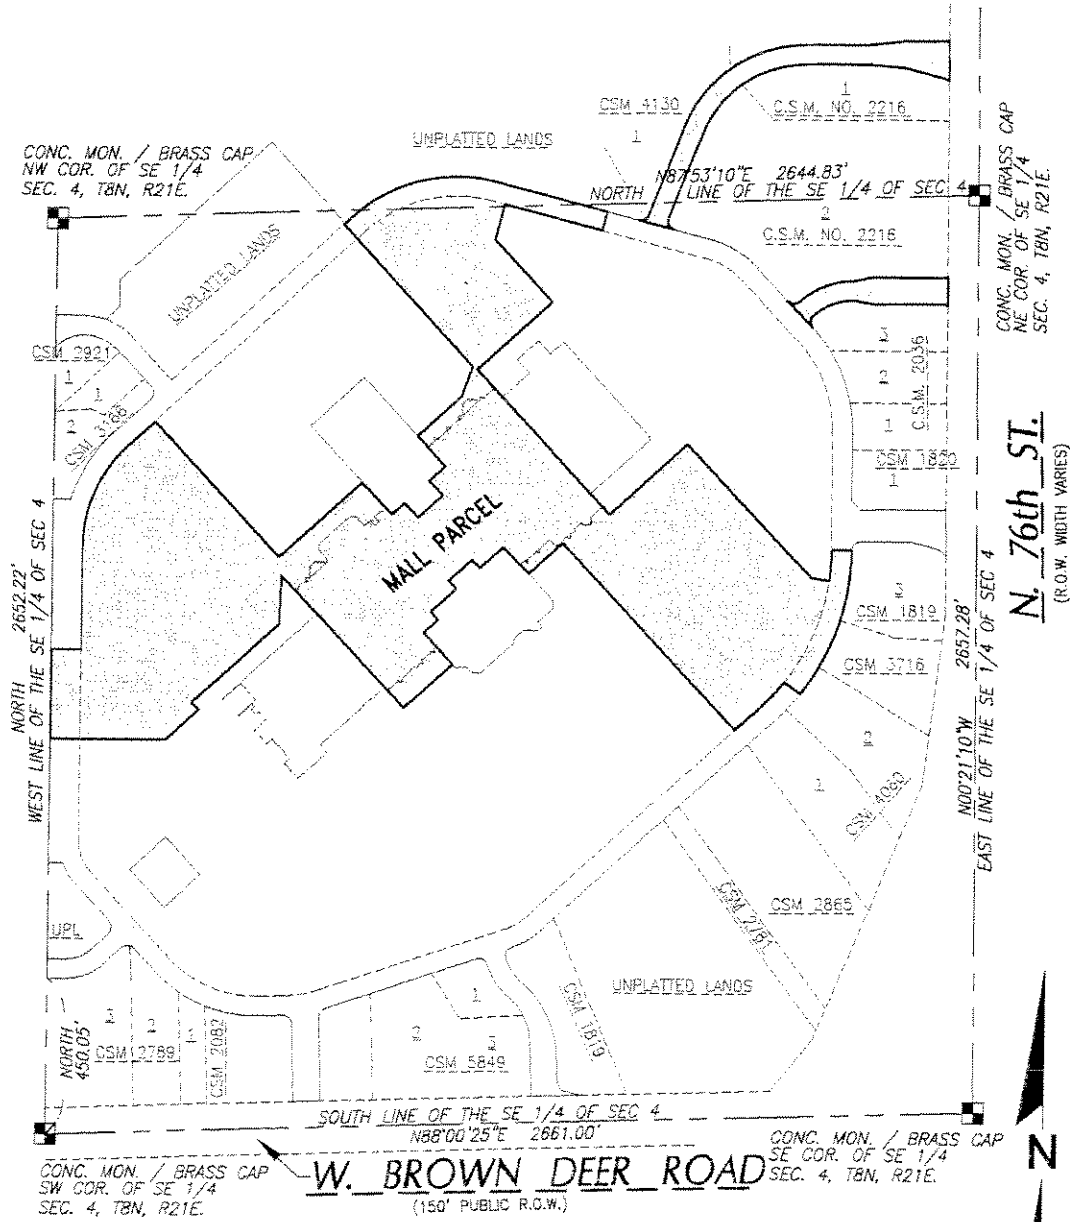 CSM 4130
1
1
C.S.M. NO. 2216
UNPLATTED LANDS
CONC. MON. / BRASS CAP
NW COR. OF SE 1/4
SEC. 4, T8N, R21E.
N87°53'10"E 2644.83'
NORTH LINE OF THE SE 1/4 OF SEC 4
CONC. MON. / BRASS CAP
NE COR. OF SE 1/4
SEC. 4, T8N, R21E.
2
C.S.M. NO. 2216
UNPLATTED LANDS
CSM 2921
1
1
2
CSM 3186
3
2
1
C.S.M. 2036
CSM 1820
1
N. 76th ST.
(R.O.W. WIDTH VARIES)
MALL PARCEL
NORTH 2652.22'
WEST LINE OF THE SE 1/4 OF SEC 4
3
CSM 1819
CSM 3716
N00°21'10"W 2657.28'
EAST LINE OF THE SE 1/4 OF SEC 4
2
1
CSM 4080
CSM 2865
CSM 2781
UPL
UNPLATTED LANDS
CSM 1819
NORTH
450.05'
3
2
1
CSM 2789
CSM 2082
1
2
3
CSM 5849
SOUTH LINE OF THE SE 1/4 OF SEC 4
N88°00'25"E 2661.00'
CONC. MON. / BRASS CAP
SW COR. OF SE 1/4
SEC. 4, T8N, R21E.
W. BROWN DEER ROAD
(150' PUBLIC R.O.W.)
CONC. MON. / BRASS CAP
SE COR. OF SE 1/4
SEC. 4, T8N, R21E.
N